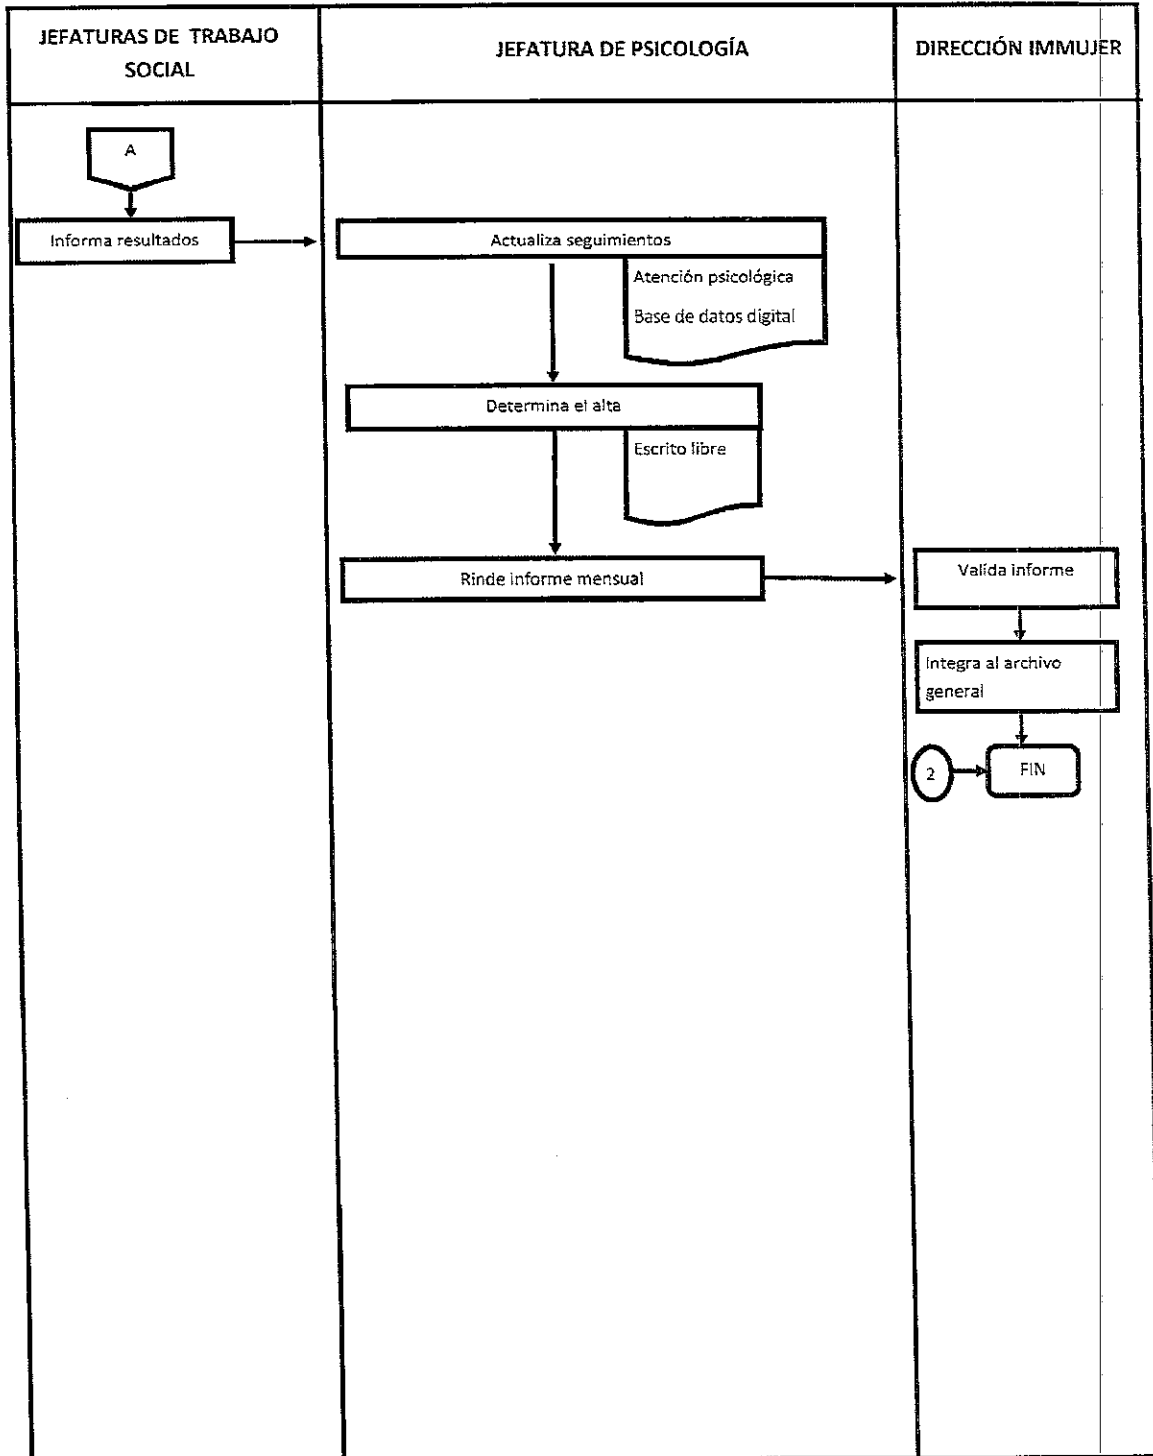 JEFATURAS DE TRABAJO
SOCIAL
JEFATURA DE PSICOLOGÍA
DIRECCIÓN IMMUJER
A
Informa resultados
Actualiza seguimientos
Atención psicológica
Base de datos digital
Determina el alta
Escrito libre
Rinde informe mensual
Valida informe
Integra al archivo
general
2
FIN